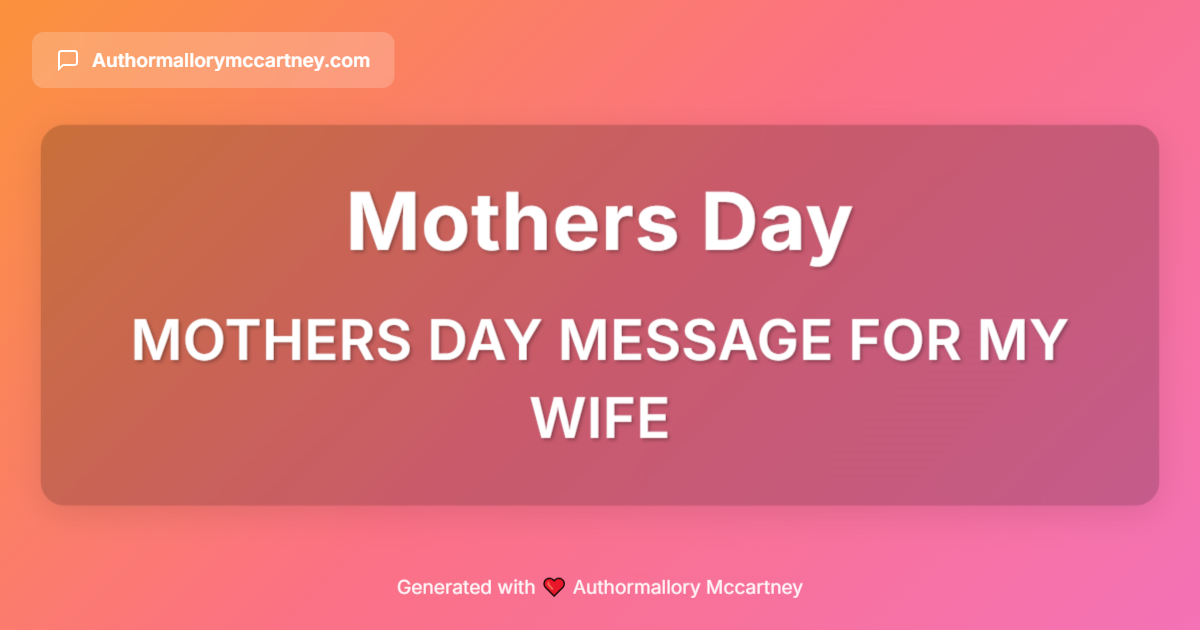 Authormallorymccartney.com
Mothers Day
MOTHERS DAY MESSAGE FOR MY
WIFE
Generated with ❤️ Authormallory Mccartney